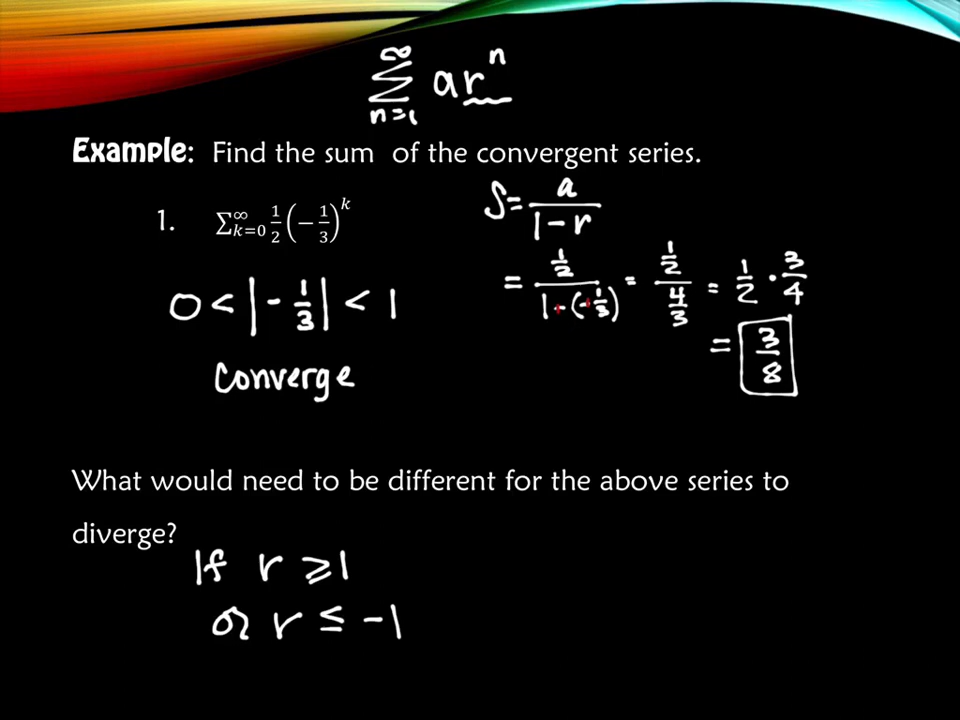 ∞
∑ ar^n
n=1
Example: Find the sum of the convergent series.
1. ∑_{k=0}^{∞} 1/2 (−1/3)^k
S = a/(1 − r)
= (1/2)/(1 − (−1/3)) = (1/2)/(4/3) = 1/2 · 3/4
= 3/8
0 < |−1/3| < 1
Converge
What would need to be different for the above series to
diverge?
If r ⩾ 1
or r ≤ −1